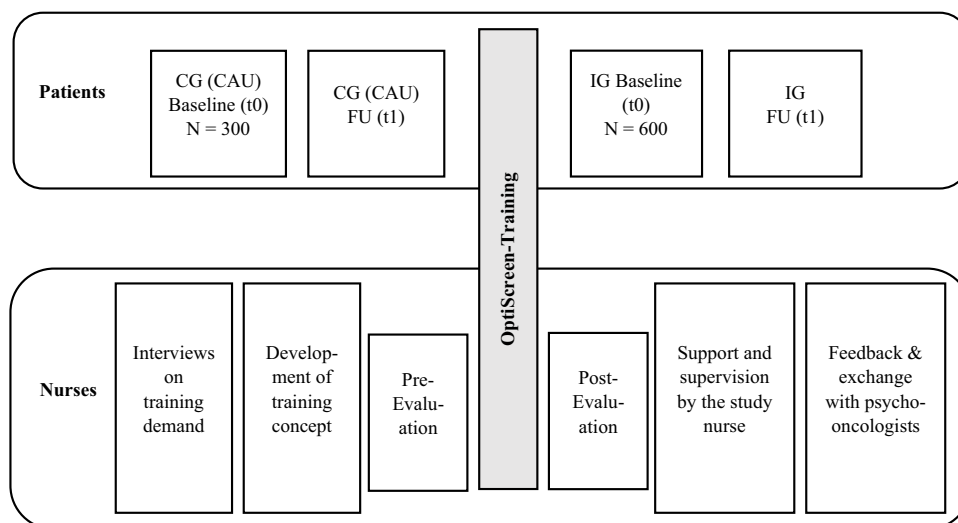 Patients
CG (CAU)
Baseline (t0)
N = 300
CG (CAU)
FU (t1)
IG Baseline
(t0)
N = 600
IG
FU (t1)
OptiScreen-Training
Nurses
Interviews
on
training
demand
Develop-
ment of
training
concept
Pre-
Evalu-
ation
Post-
Evalu-
ation
Support and
supervision
by the study
nurse
Feedback &
exchange
with psycho-
oncologists